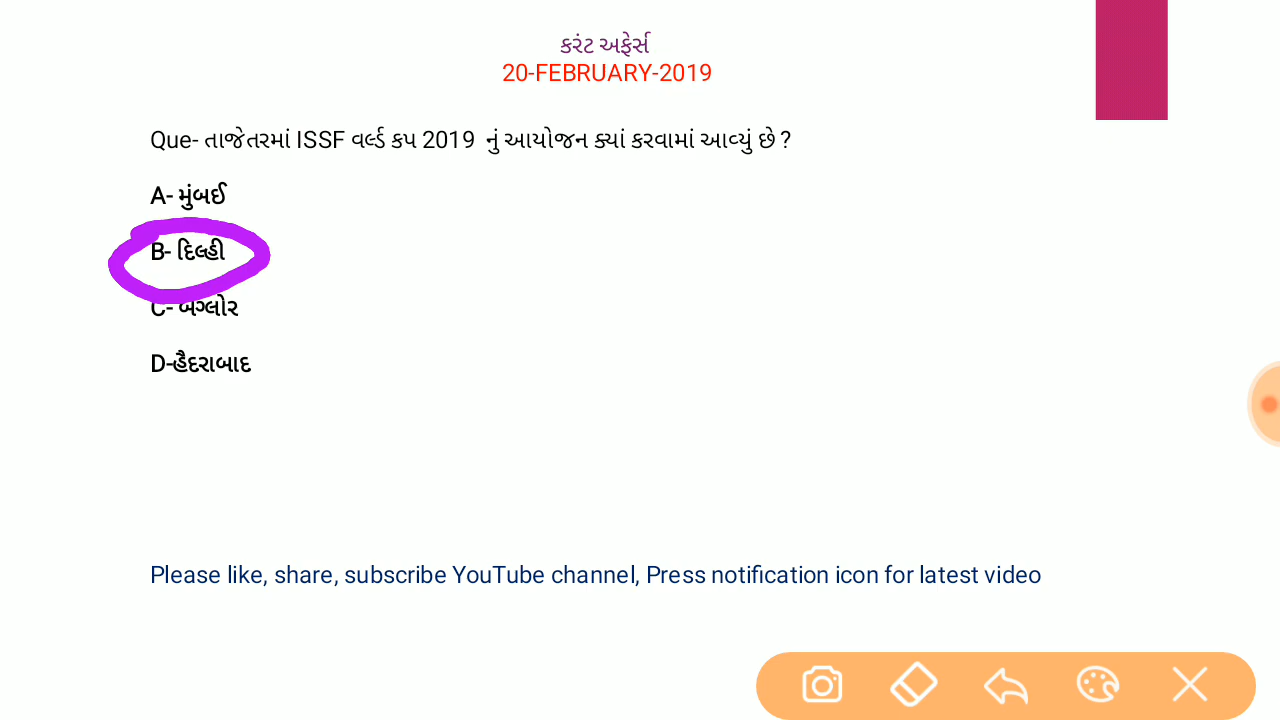 કરંટ અફેર્સ
20-FEBRUARY-2019
Que- તાજેતરમાં ISSF વર્લ્ડ કપ 2019 નું આયોજન ક્યાં કરવામાં આવ્યું છે ?
A- મુંબઈ
B- દિલ્હી
C- બેંગ્લોર
D-હૈદરાબાદ
Please like, share, subscribe YouTube channel, Press notification icon for latest video